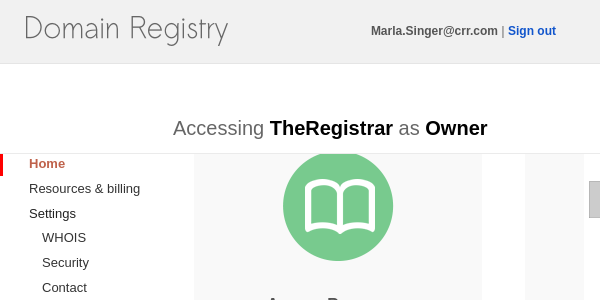 Domain Registry
Marla.Singer@crr.com | Sign out
Accessing TheRegistrar as Owner
Home
Resources & billing
Settings
WHOIS
Security
Contact